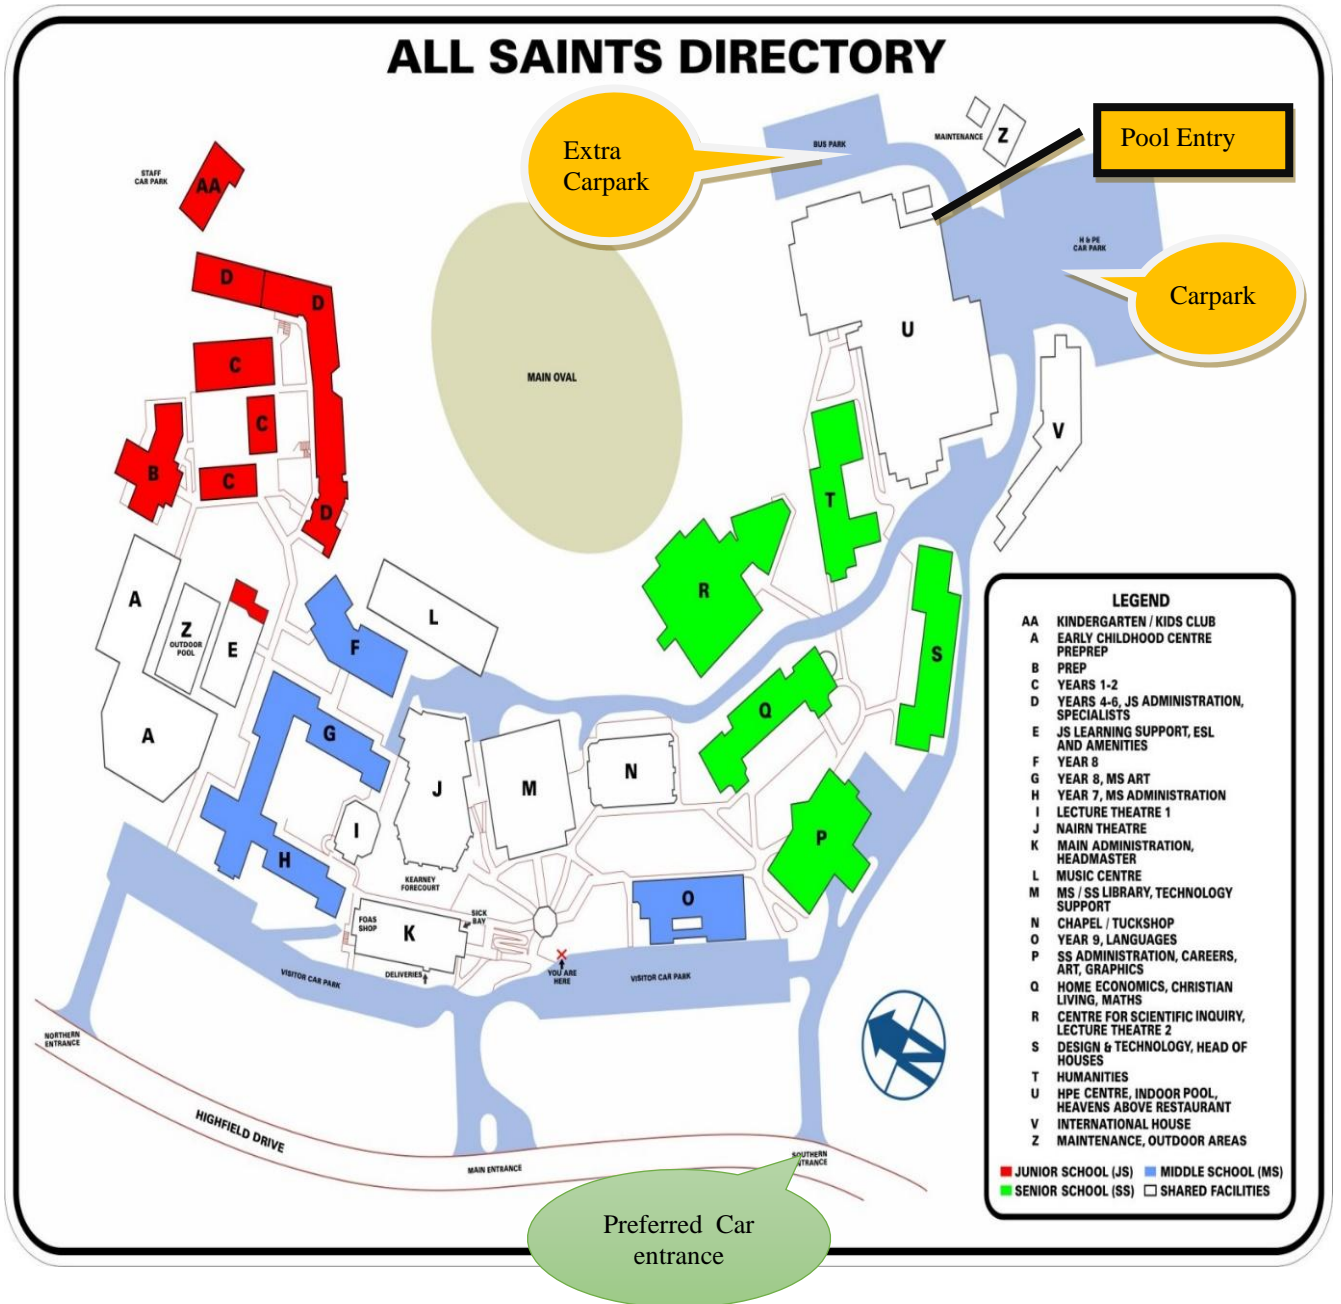 ALL SAINTS DIRECTORY
Extra
Carpark
BUS PARK
MAINTENANCE
Z
Pool Entry
STAFF
CAR PARK
AA
H & PE
CAR PARK
Carpark
D
D
U
C
MAIN OVAL
C
V
B
C
T
D
R
A
Z
OUTDOOR
POOL
E
L
F
S
A
G
Q
J
M
N
I
H
P
KEARNEY
FORECOURT
O
FOAS
SHOP
K
SICK
BAY
DELIVERIES
YOU ARE
HERE
VISITOR CAR PARK
VISITOR CAR PARK
N
NORTHERN
ENTRANCE
HIGHFIELD DRIVE
MAIN ENTRANCE
SOUTHERN
ENTRANCE
Preferred Car
entrance
LEGEND
AA KINDERGARTEN / KIDS CLUB
A EARLY CHILDHOOD CENTRE
PREPREP
B PREP
C YEARS 1-2
D YEARS 4-6, JS ADMINISTRATION,
SPECIALISTS
E JS LEARNING SUPPORT, ESL
AND AMENITIES
F YEAR 8
G YEAR 8, MS ART
H YEAR 7, MS ADMINISTRATION
I LECTURE THEATRE 1
J NAIRN THEATRE
K MAIN ADMINISTRATION,
HEADMASTER
L MUSIC CENTRE
M MS / SS LIBRARY, TECHNOLOGY
SUPPORT
N CHAPEL / TUCKSHOP
O YEAR 9, LANGUAGES
P SS ADMINISTRATION, CAREERS,
ART, GRAPHICS
Q HOME ECONOMICS, CHRISTIAN
LIVING, MATHS
R CENTRE FOR SCIENTIFIC INQUIRY,
LECTURE THEATRE 2
S DESIGN & TECHNOLOGY, HEAD OF
HOUSES
T HUMANITIES
U HPE CENTRE, INDOOR POOL,
HEAVENS ABOVE RESTAURANT
V INTERNATIONAL HOUSE
Z MAINTENANCE, OUTDOOR AREAS
JUNIOR SCHOOL (JS) MIDDLE SCHOOL (MS)
SENIOR SCHOOL (SS) SHARED FACILITIES